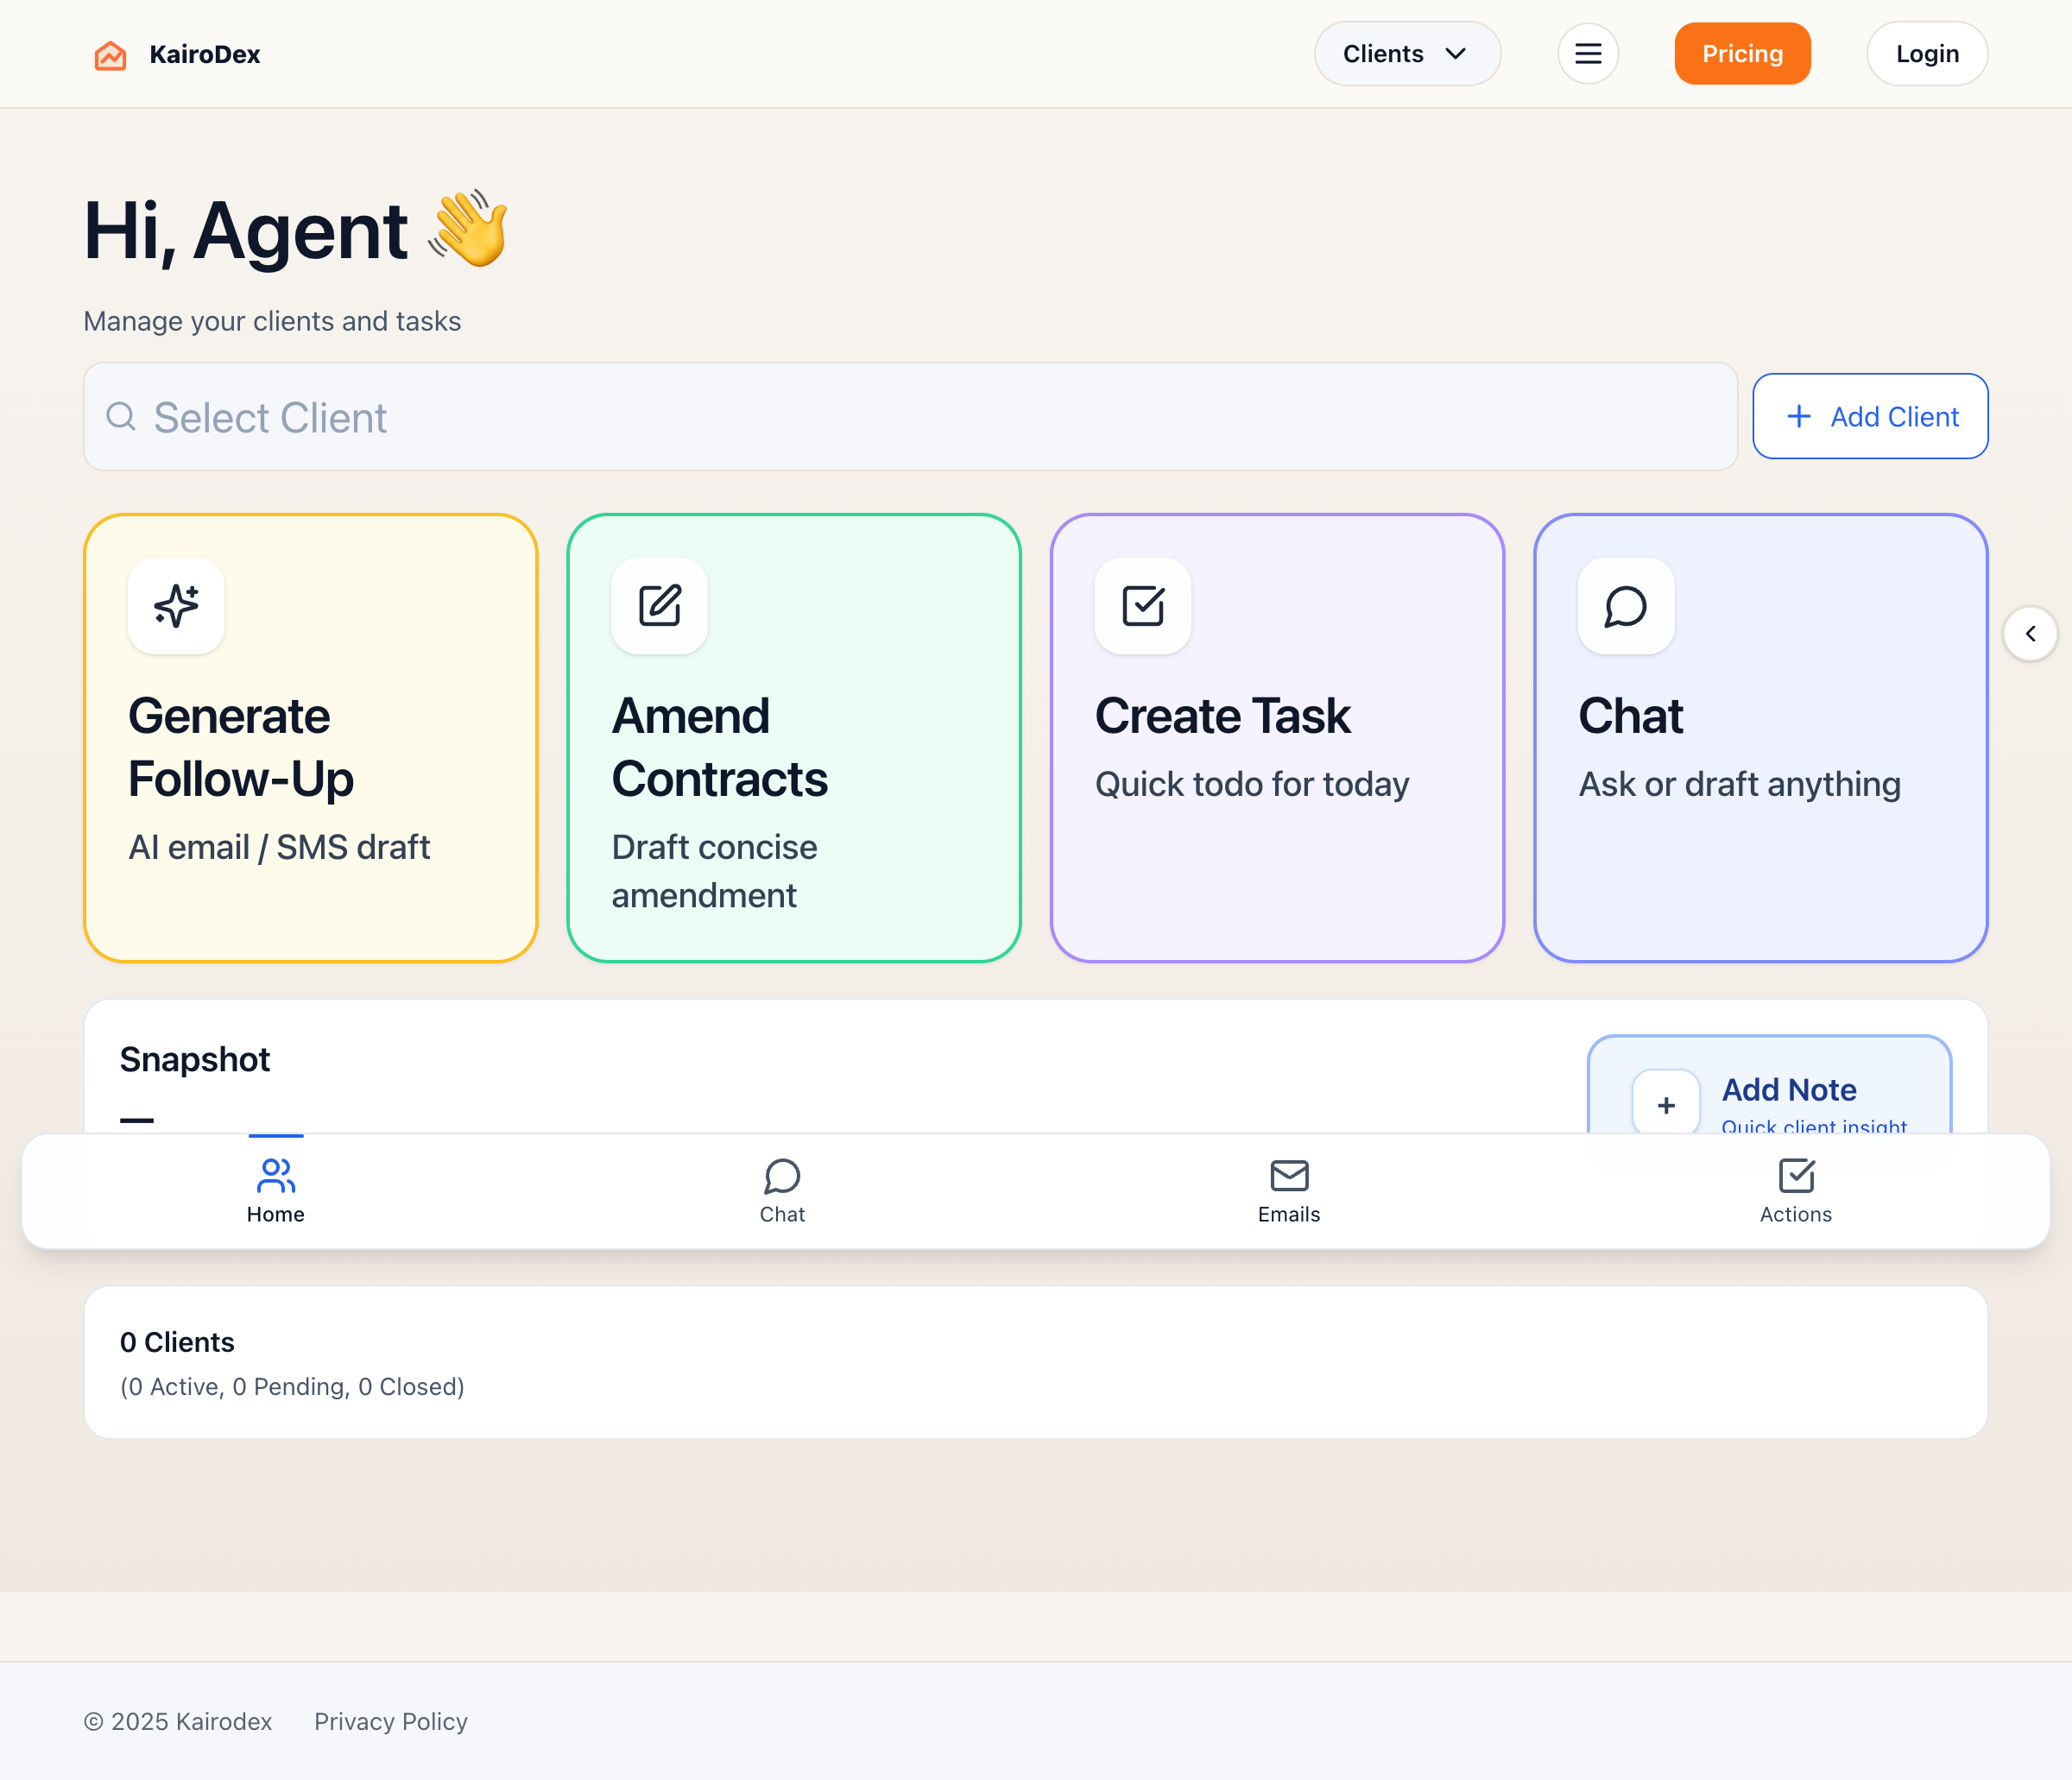 KairoDex
Clients
Pricing
Login
Hi, Agent 👋
Manage your clients and tasks
Select Client
+ Add Client
Generate
Follow-Up
AI email / SMS draft
Amend
Contracts
Draft concise
amendment
Create Task
Quick todo for today
Chat
Ask or draft anything
Snapshot
—
+
Add Note
Quick client insight
Home
Chat
Emails
Actions
0 Clients
(0 Active, 0 Pending, 0 Closed)
© 2025 Kairodex
Privacy Policy